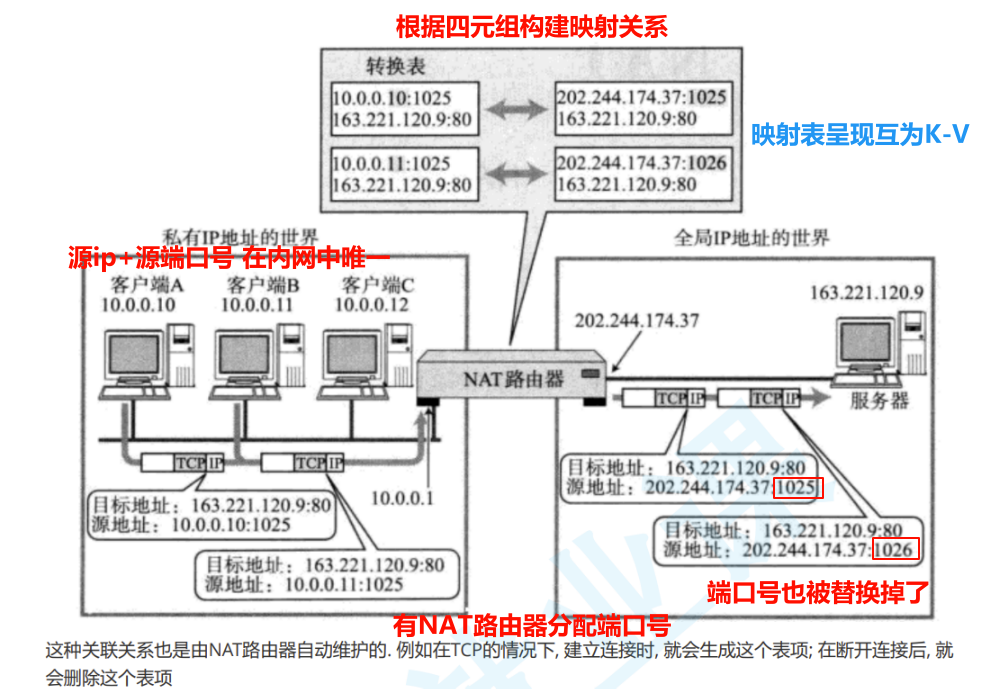 根据四元组构建映射关系
转换表
10.0.0.10:1025
163.221.120.9:80
202.244.174.37:1025
163.221.120.9:80
映射表呈现互为K-V
10.0.0.11:1025
163.221.120.9:80
202.244.174.37:1026
163.221.120.9:80
私有IP地址的世界
全局IP地址的世界
源ip+源端口号 在内网中唯一
客户端A
10.0.0.10
客户端B
10.0.0.11
客户端C
10.0.0.12
163.221.120.9
202.244.174.37
NAT路由器
服务器
TCP IP
TCP IP
TCP IP
TCP IP
10.0.0.1
目标地址：163.221.120.9:80
源地址：10.0.0.10:1025
目标地址：163.221.120.9:80
源地址：10.0.0.11:1025
目标地址：163.221.120.9:80
源地址：202.244.174.37:1025
目标地址：163.221.120.9:80
源地址：202.244.174.37:1026
端口号也被替换掉了
有NAT路由器分配端口号
这种关联关系也是由NAT路由器自动维护的. 例如在TCP的情况下, 建立连接时, 就会生成这个表项; 在断开连接后, 就
会删除这个表项